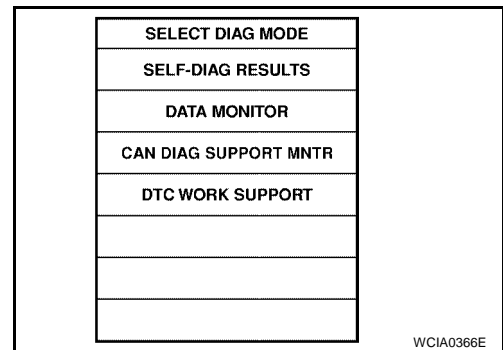 SELECT DIAG MODE
SELF-DIAG RESULTS
DATA MONITOR
CAN DIAG SUPPORT MNTR
DTC WORK SUPPORT
WCIA0366E